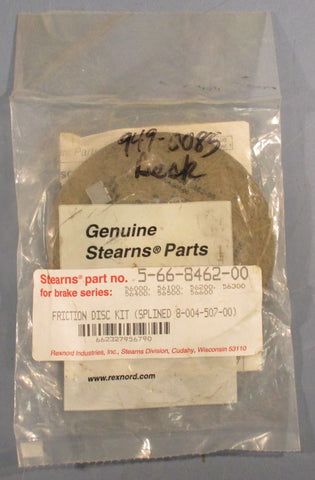 949-0085
Genuine
Stearns® Parts
Stearns® part no. 5-66-8462-00
for brake series: 56000, 56100, 56200, 56300
56400, 56500, 56600
FRICTION DISC KIT (SPLINED 8-004-507-00)
662327956790
Rexnord Industries, Inc., Stearns Division, Cudahy, Wisconsin 53110
www.rexnord.com